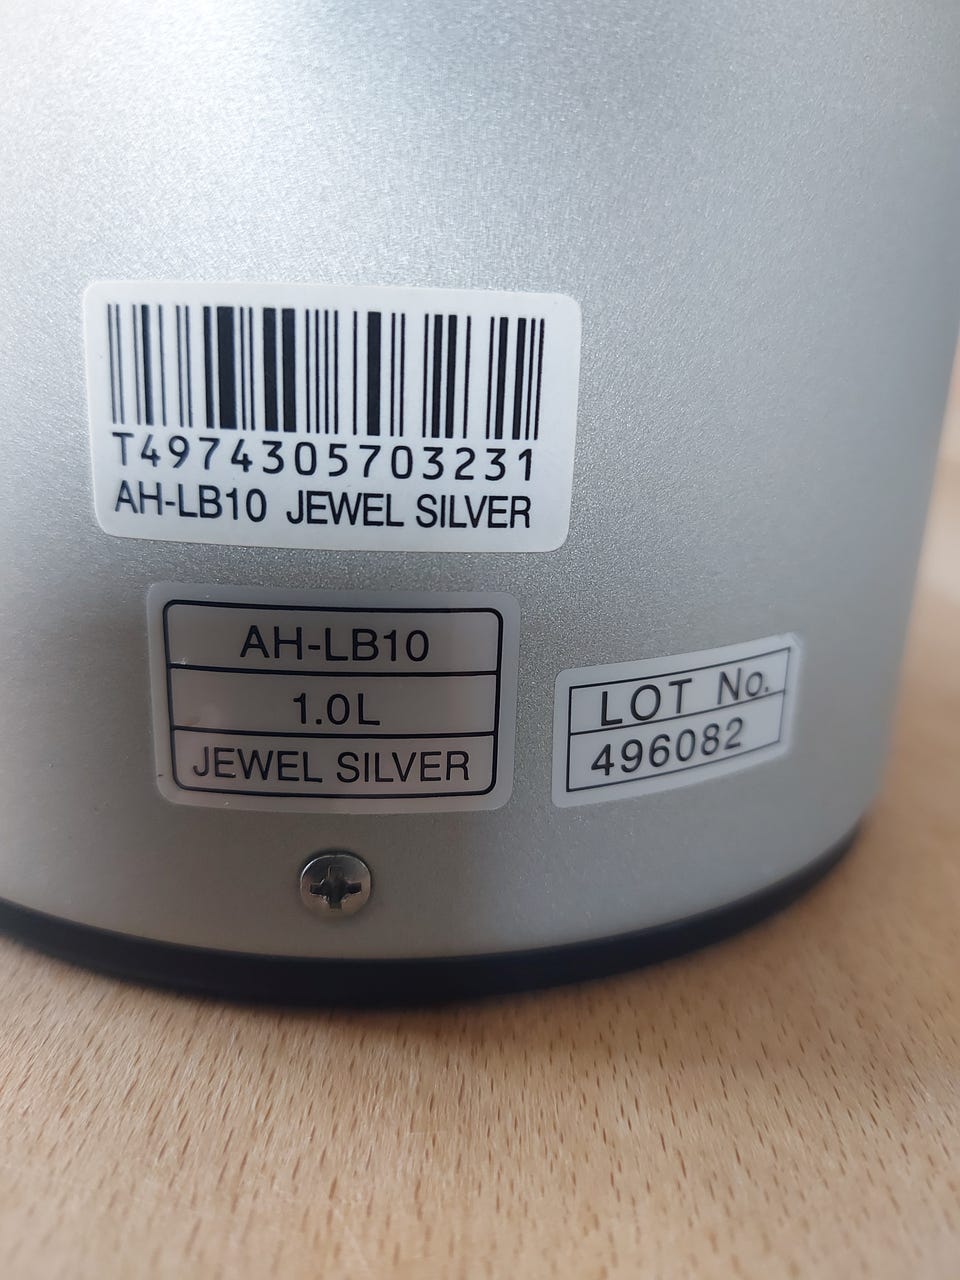 T4974305703231
AH-LB10 JEWEL SILVER
AH-LB10
1.0L
JEWEL SILVER
LOT No.
496082